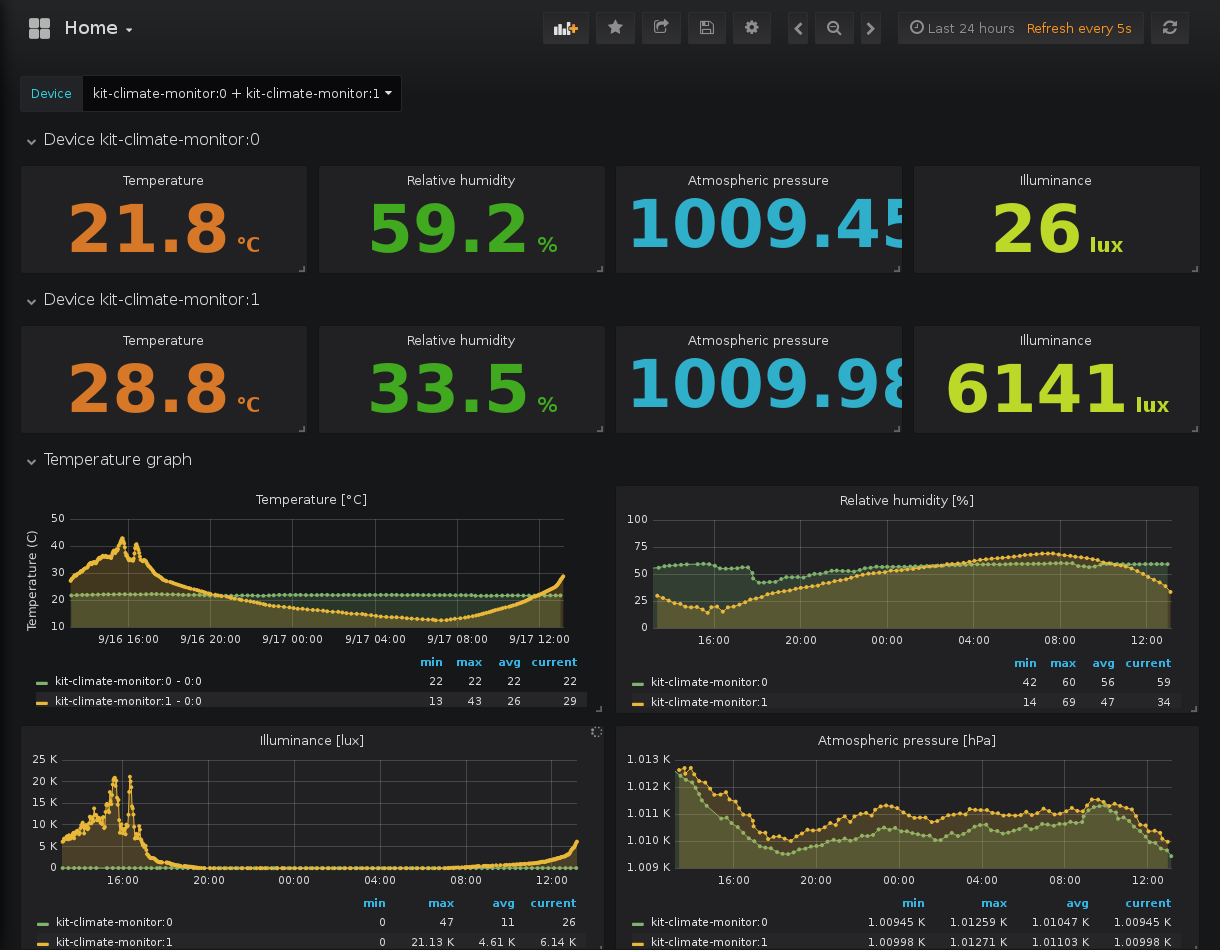 Home
Last 24 hours Refresh every 5s
Device kit-climate-monitor:0 + kit-climate-monitor:1
Device kit-climate-monitor:0
Temperature Relative humidity Atmospheric pressure Illuminance
21.8 °C 59.2 % 1009.45 26 lux
Device kit-climate-monitor:1
Temperature Relative humidity Atmospheric pressure Illuminance
28.8 °C 33.5 % 1009.98 6141 lux
Temperature graph
Temperature [°C]
Temperature (C)
50
40
30
20
10
9/16 16:00 9/16 20:00 9/17 00:00 9/17 04:00 9/17 08:00 9/17 12:00
min max avg current
kit-climate-monitor:0 - 0:0 22 22 22 22
kit-climate-monitor:1 - 0:0 13 43 26 29
Relative humidity [%]
100
75
50
25
0
16:00 20:00 00:00 04:00 08:00 12:00
min max avg current
kit-climate-monitor:0 42 60 56 59
kit-climate-monitor:1 14 69 47 34
Illuminance [lux]
25 K
20 K
15 K
10 K
5 K
0
16:00 20:00 00:00 04:00 08:00 12:00
min max avg current
kit-climate-monitor:0 0 47 11 26
kit-climate-monitor:1 0 21.13 K 4.61 K 6.14 K
Atmospheric pressure [hPa]
1.013 K
1.012 K
1.011 K
1.010 K
1.009 K
16:00 20:00 00:00 04:00 08:00 12:00
min max avg current
kit-climate-monitor:0 1.00945 K 1.01259 K 1.01047 K 1.00945 K
kit-climate-monitor:1 1.00998 K 1.01271 K 1.01103 K 1.00998 K